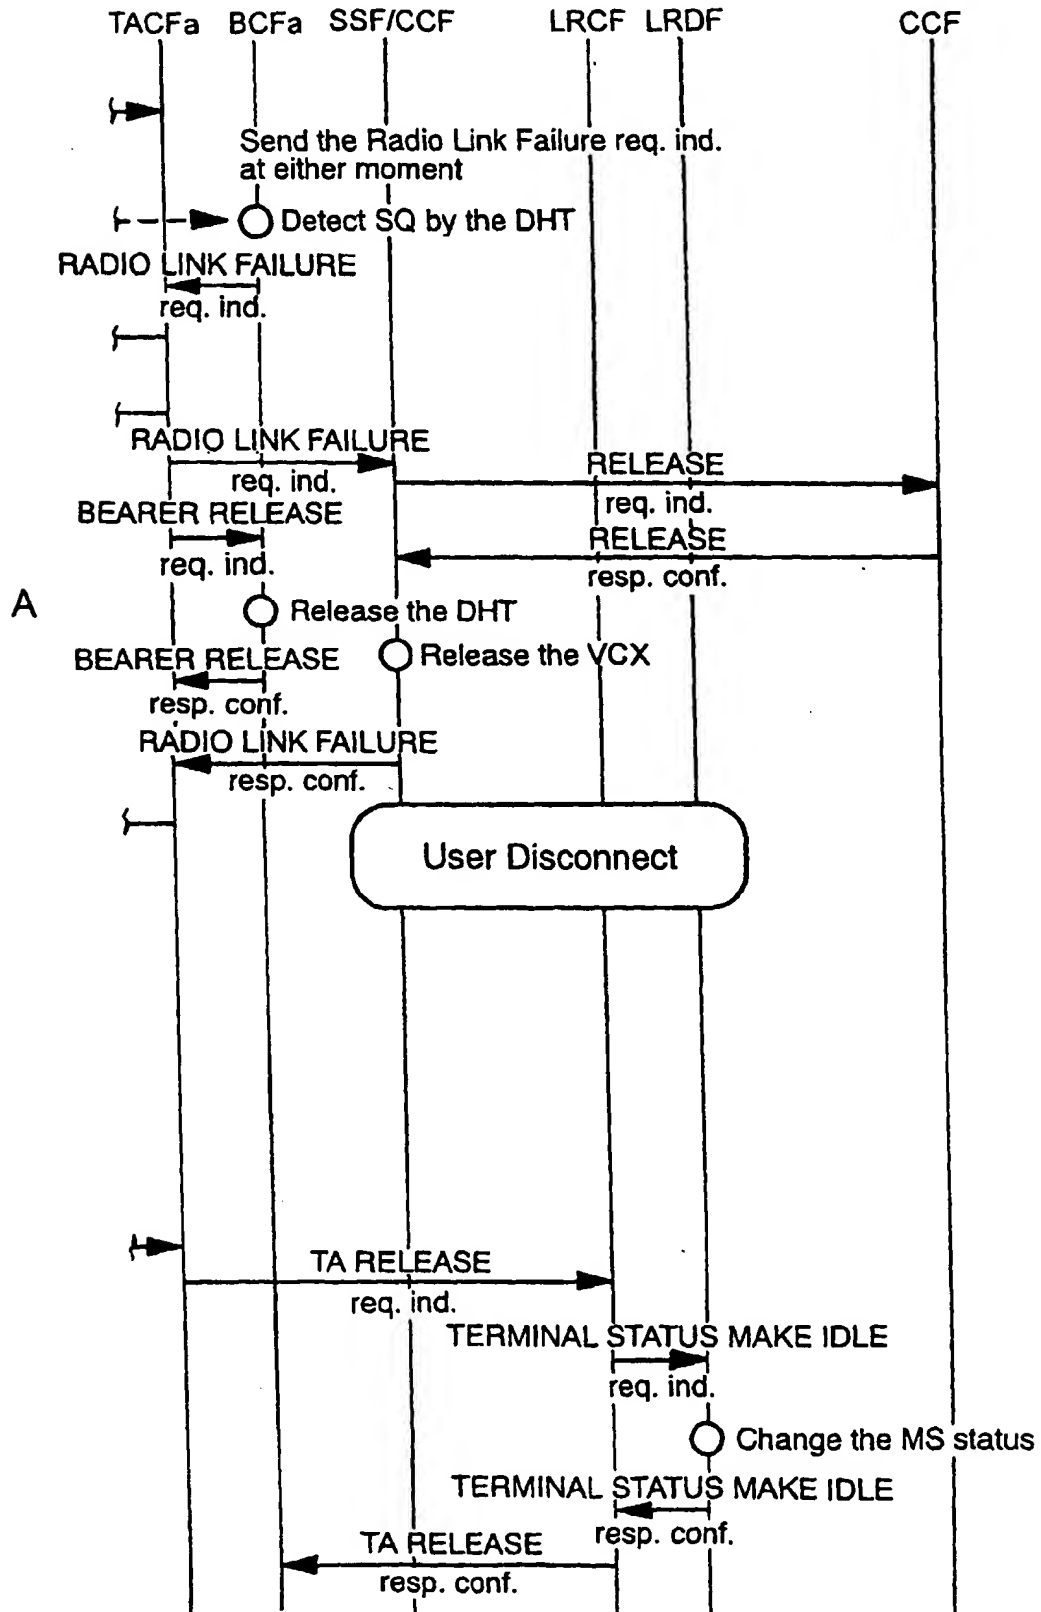 TACFa BCFa SSF/CCF LRCF LRDF CCF
Send the Radio Link Failure req. ind.
at either moment
Detect SQ by the DHT
RADIO LINK FAILURE
req. ind.
RADIO LINK FAILURE
req. ind.
RELEASE
req. ind.
BEARER RELEASE
req. ind.
RELEASE
resp. conf.
A
Release the DHT
Release the VCX
BEARER RELEASE
resp. conf.
RADIO LINK FAILURE
resp. conf.
User Disconnect
TA RELEASE
req. ind.
TERMINAL STATUS MAKE IDLE
req. ind.
Change the MS status
TERMINAL STATUS MAKE IDLE
resp. conf.
TA RELEASE
resp. conf.